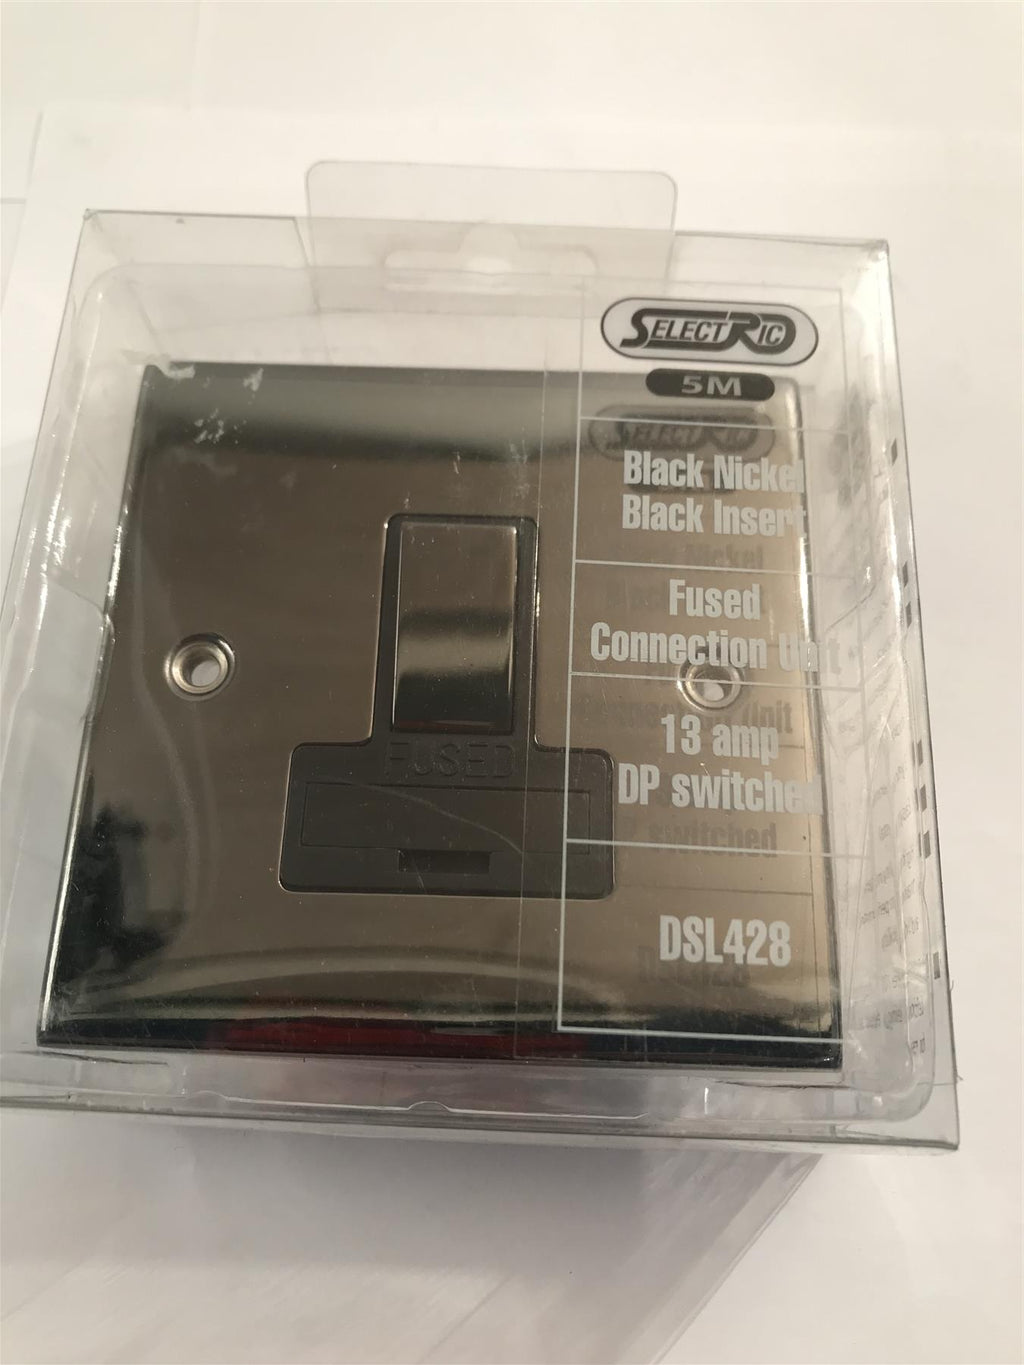 SELECTRIC
5M
Black Nickel
Black Insert
Fused
Connection Unit
13 amp
DP switched
DSL428
FUSED